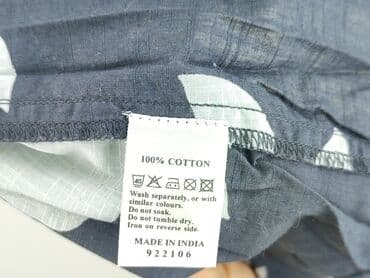 100% COTTON
40
Wash separately, or with
similar colours.
Do not soak.
Do not tumble dry.
Iron on reverse side.
MADE IN INDIA
922106